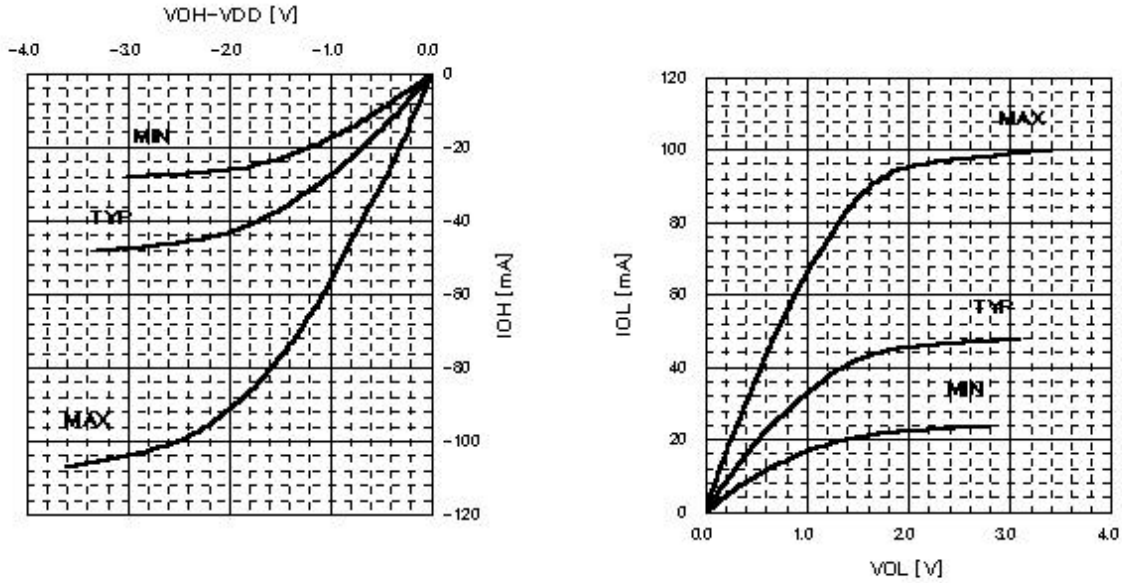 VOH-VDD [V]
-4.0 -3.0 -2.0 -1.0 0.0
0
-20
-40
-60
-80
-100
-120
IOH [mA]
MIN
TYP
MAX
120
100
80
60
40
20
0
IOL [mA]
MAX
TYP
MIN
0.0 1.0 2.0 3.0 4.0
VOL [V]